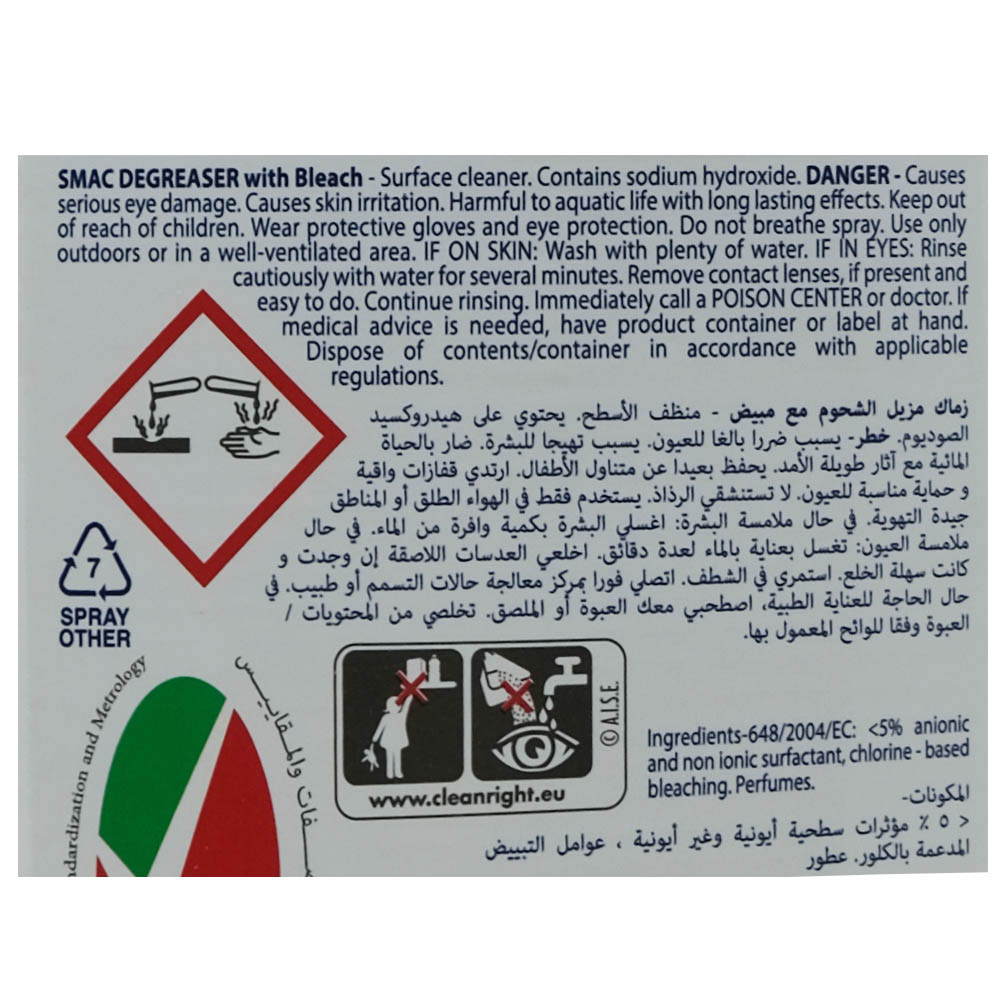 SMAC DEGREASER with Bleach - Surface cleaner. Contains sodium hydroxide. DANGER - Causes
serious eye damage. Causes skin irritation. Harmful to aquatic life with long lasting effects. Keep out
of reach of children. Wear protective gloves and eye protection. Do not breathe spray. Use only
outdoors or in a well-ventilated area. IF ON SKIN: Wash with plenty of water. IF IN EYES: Rinse
cautiously with water for several minutes. Remove contact lenses, if present and
easy to do. Continue rinsing. Immediately call a POISON CENTER or doctor. If
medical advice is needed, have product container or label at hand.
Dispose of contents/container in accordance with applicable
regulations.
زماك مزيل الشحوم مع مبيض - منظف الأسطح. يحتوي على هيدروكسيد
الصوديوم. خطر- يسبب ضررا بالغا للعيون. يسبب تهيجا للبشرة. ضار بالحياة
المائية مع آثار طويلة الأمد. يحفظ بعيدا عن متناول الأطفال. ارتدي قفازات واقية
و حماية مناسبة للعيون. لا تستنشقي الرذاذ. يستخدم فقط في الهواء الطلق أو المناطق
جيدة التهوية. في حال ملامسة البشرة: اغسلي البشرة بكمية وافرة من الماء. في حال
ملامسة العيون: تغسل بعناية بالماء لعدة دقائق. اخلعي العدسات اللاصقة إن وجدت و
كانت سهلة الخلع. استمري في الشطف. اتصلي فورا بمركز معالجة حالات التسمم أو طبيب. في
حال الحاجة للعناية الطبية، اصطحبي معك العبوة أو الملصق. تخلصي من المحتويات /
العبوة وفقا للوائح المعمول بها.
7
SPRAY
OTHER
ndardization and Metrology
فات والمقاييس
© A.I.S.E.
www.cleanright.eu
Ingredients-648/2004/EC: <5% anionic
and non ionic surfactant, chlorine - based
bleaching. Perfumes.
المكونات-
< ٥ ٪ مؤثرات سطحية أيونية وغير أيونية ، عوامل التبييض
المدعمة بالكلور. عطور